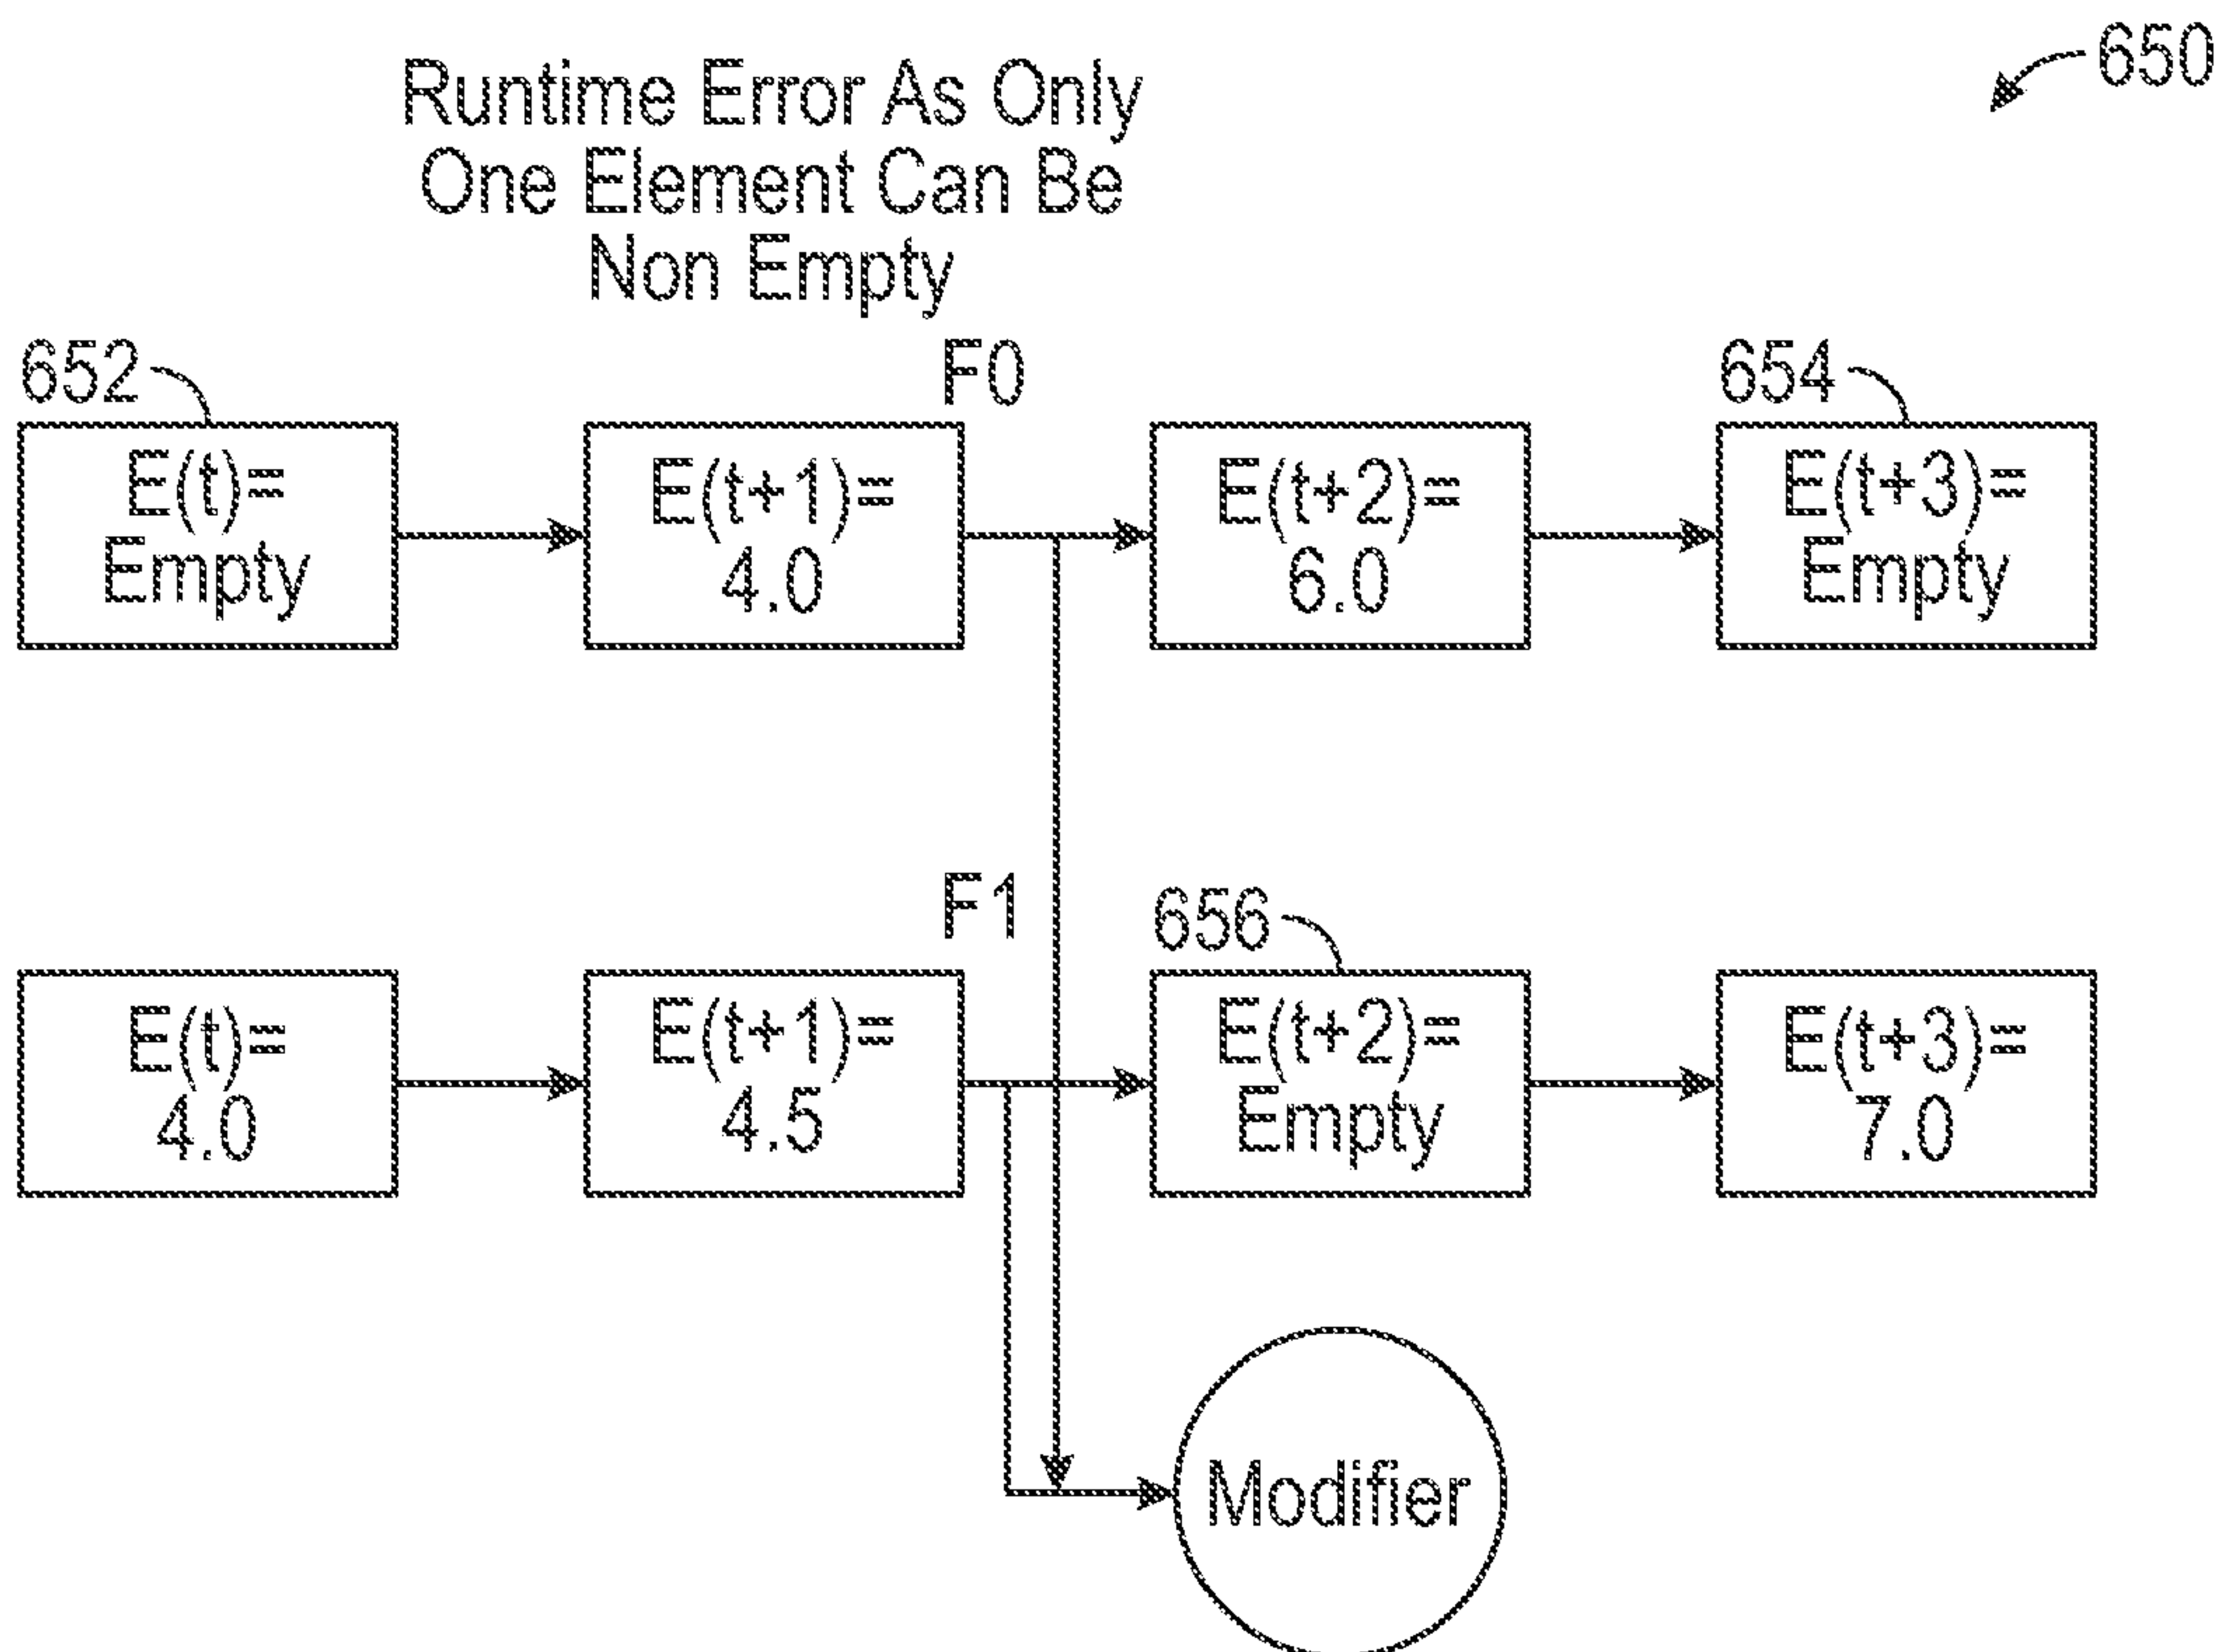 650
Runtime Error As Only
One Element Can Be
Non Empty
652
F0
654
E(t)=
Empty
E(t+1)=
4.0
E(t+2)=
6.0
E(t+3)=
Empty
F1
656
E(t)=
4.0
E(t+1)=
4.5
E(t+2)=
Empty
E(t+3)=
7.0
Modifier